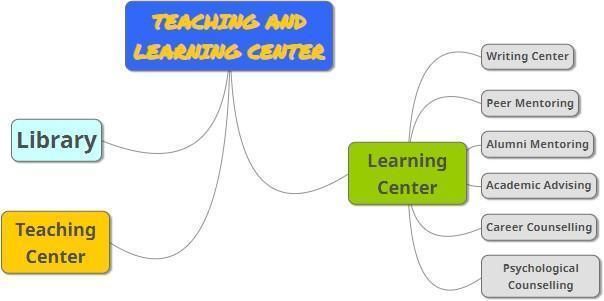 TEACHING AND
LEARNING CENTER
Library
Teaching
Center
Learning
Center
Writing Center
Peer Mentoring
Alumni Mentoring
Academic Advising
Career Counselling
Psychological
Counselling